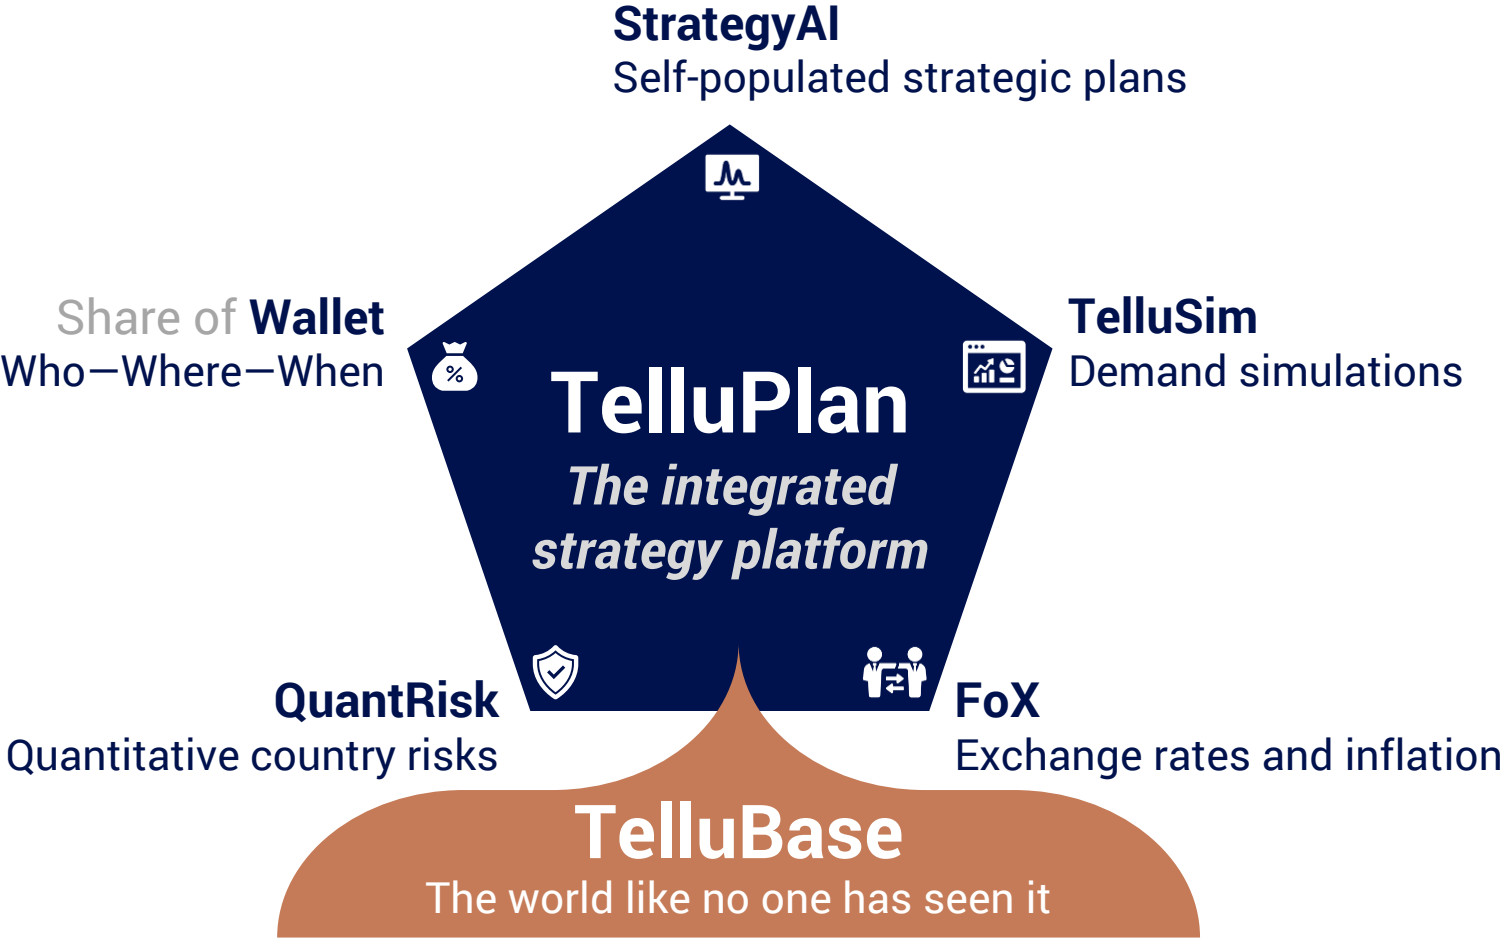 StrategyAI
Self-populated strategic plans
Share of Wallet
Who—Where—When
TelluSim
Demand simulations
TelluPlan
The integrated
strategy platform
QuantRisk
Quantitative country risks
FoX
Exchange rates and inflation
TelluBase
The world like no one has seen it